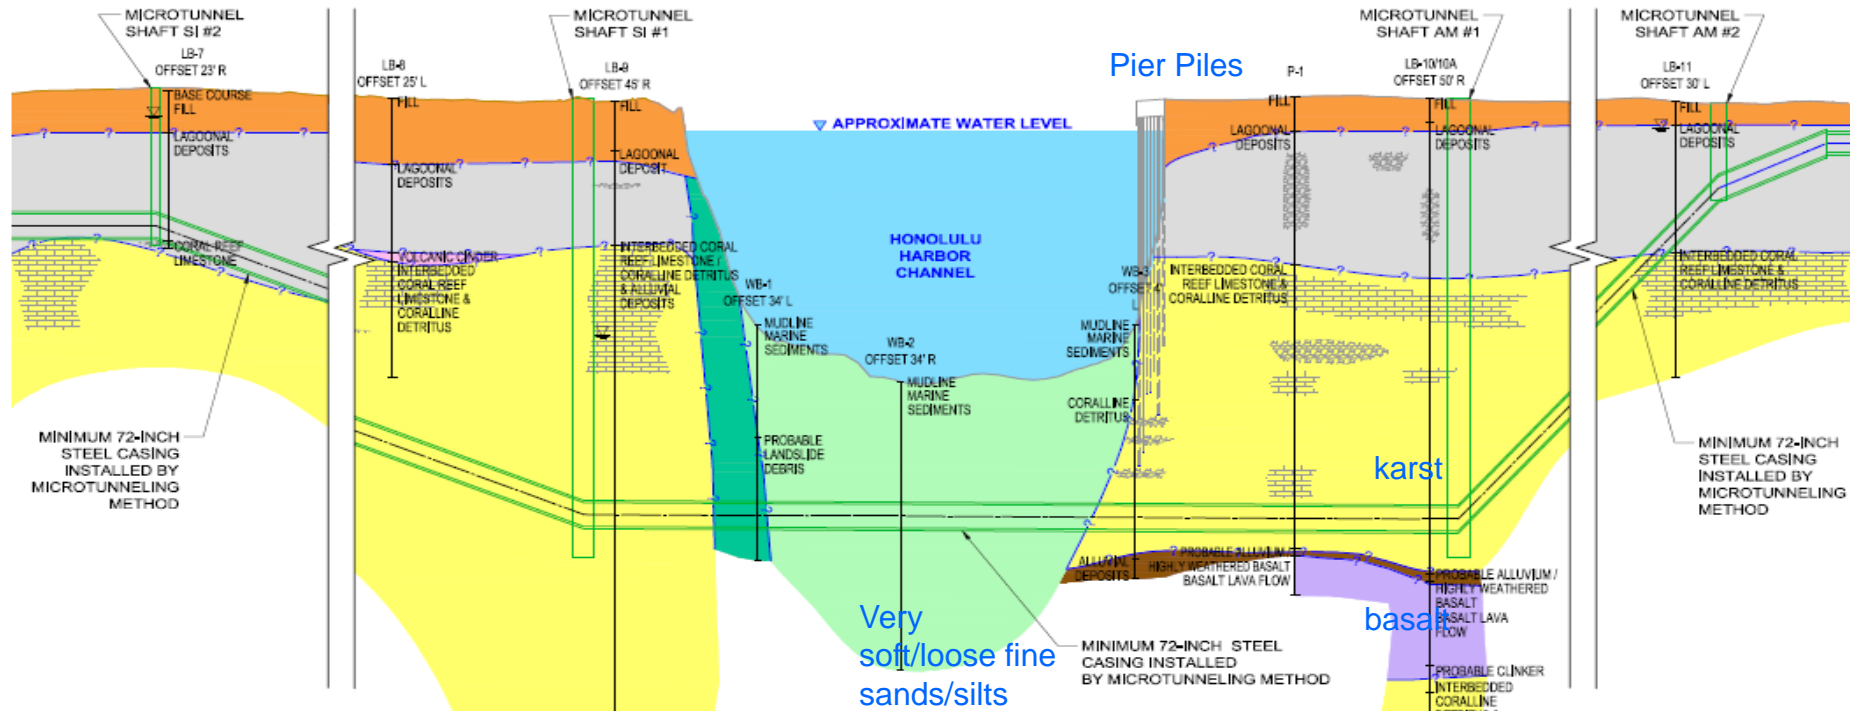 MICROTUNNEL
SHAFT SI #2
LB-7
OFFSET 23' R
BASE COURSE
FILL
LAGOONAL
DEPOSITS
CORAL REEF
LIMESTONE
MINIMUM 72-INCH
STEEL CASING
INSTALLED BY
MICROTUNNELING
METHOD
LB-8
OFFSET 25' L
FILL
LAGOONAL
DEPOSITS
VOLCANIC CINDER
INTERBEDDED
CORAL REEF
LIMESTONE &
CORALLINE
DETRITUS
MICROTUNNEL
SHAFT SI #1
LB-9
OFFSET 45' R
FILL
LAGOONAL
DEPOSIT
INTERBEDDED CORAL
REEF LIMESTONE /
CORALLINE DETRITUS
& ALLUVIAL
DEPOSITS
WB-1
OFFSET 34' L
MUDLINE
MARINE
SEDIMENTS
PROBABLE
LANDSLIDE
DEBRIS
APPROXIMATE WATER LEVEL
HONOLULU
HARBOR
CHANNEL
WB-2
OFFSET 34' R
MUDLINE
MARINE
SEDIMENTS
Very
soft/loose fine
sands/silts
MINIMUM 72-INCH STEEL
CASING INSTALLED
BY MICROTUNNELING METHOD
Pier Piles
WB-3
OFFSET 4'
L
MUDLINE
MARINE
SEDIMENTS
CORALLINE
DETRITUS
ALLUVIAL
DEPOSITS
P-1
FILL
LAGOONAL
DEPOSITS
INTERBEDDED CORAL
REEF LIMESTONE &
CORALLINE DETRITUS
PROBABLE ALLUVIUM /
HIGHLY WEATHERED BASALT
BASALT LAVA FLOW
MICROTUNNEL
SHAFT AM #1
LB-10/10A
OFFSET 50' R
FILL
LAGOONAL
DEPOSITS
karst
basalt
PROBABLE ALLUVIUM /
HIGHLY WEATHERED
BASALT
BASALT LAVA
FLOW
PROBABLE CLINKER
INTERBEDDED
CORALLINE
MICROTUNNEL
SHAFT AM #2
LB-11
OFFSET 30' L
FILL
LAGOONAL
DEPOSITS
INTERBEDDED CORAL
REEF LIMESTONE &
CORALLINE DETRITUS
MINIMUM 72-INCH
STEEL CASING
INSTALLED BY
MICROTUNNELING
METHOD